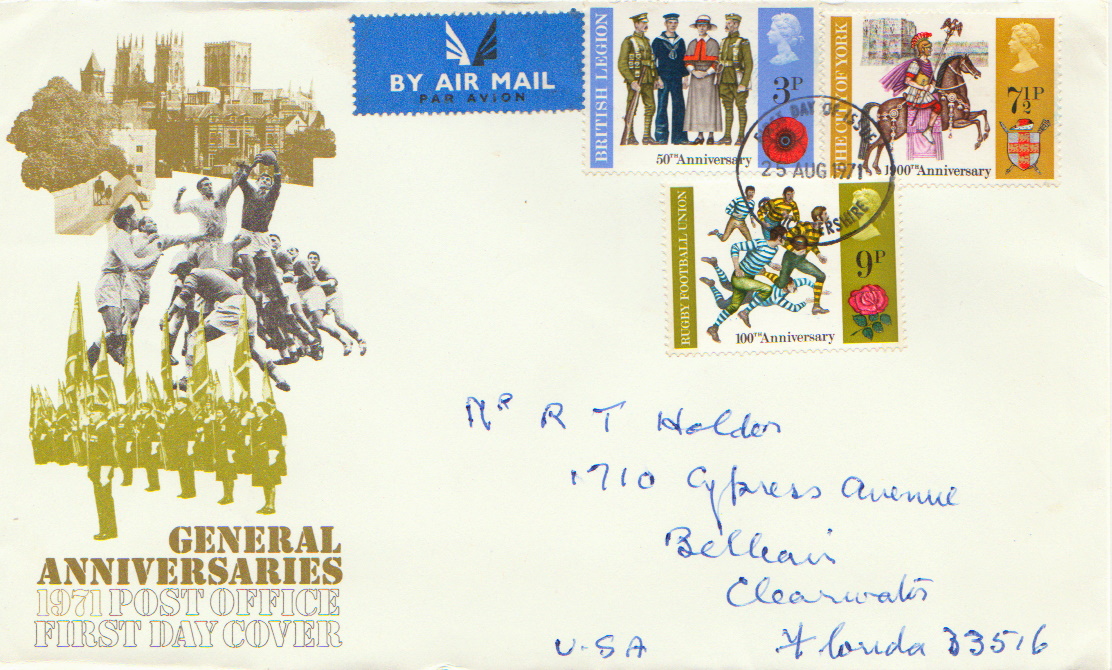 BY AIR MAIL
PAR AVION
BRITISH LEGION
3P
50TH Anniversary
THE CITY OF YORK
7½P
1900TH Anniversary
FIRST DAY OF ISSUE
25 AUG 1971
RUGBY FOOTBALL UNION
9P
100TH Anniversary
Mr R T Holder
1710 Cypress Avenue
Belleair
Clearwater
U-S A Florida 33516
GENERAL
ANNIVERSARIES
1971 POST OFFICE
FIRST DAY COVER